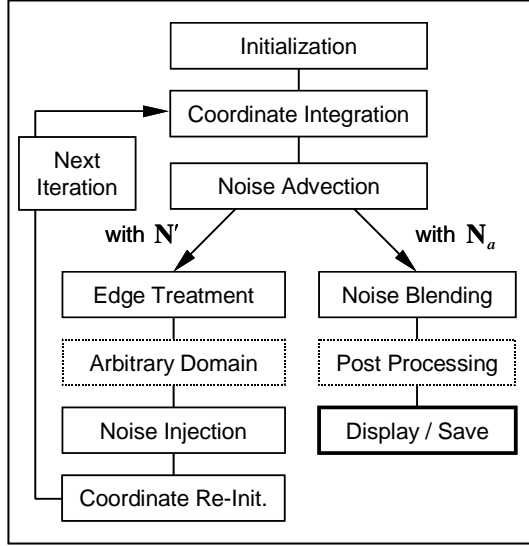 Initialization
Coordinate Integration
Next
Iteration
Noise Advection
with N′
with Nₐ
Edge Treatment
Noise Blending
Arbitrary Domain
Post Processing
Noise Injection
Display / Save
Coordinate Re-Init.